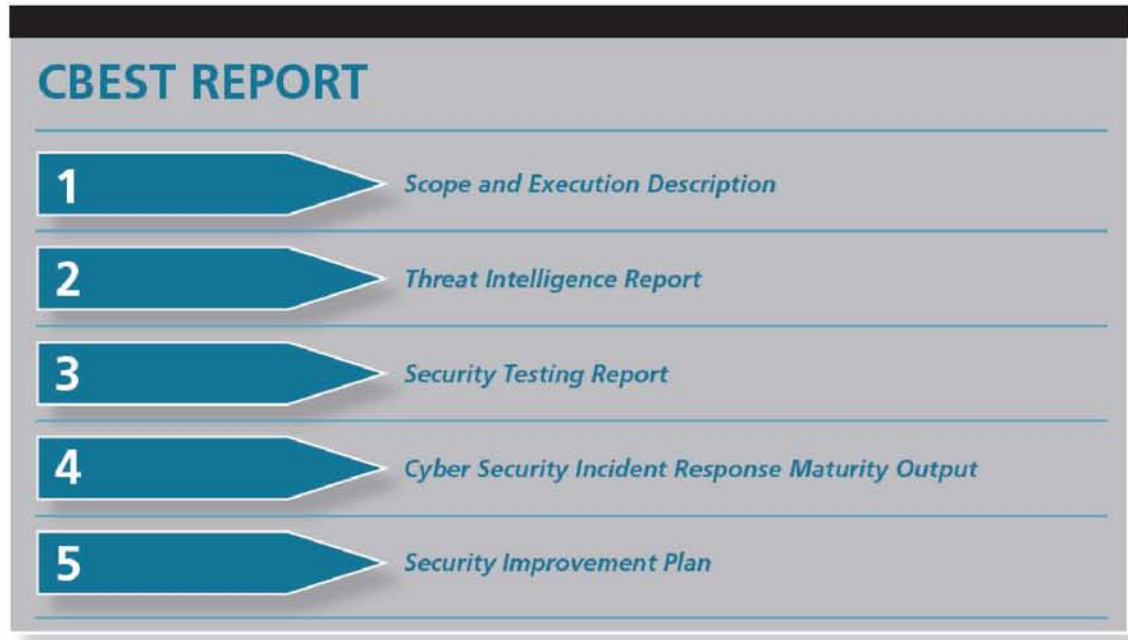 CBEST REPORT
1 Scope and Execution Description
2 Threat Intelligence Report
3 Security Testing Report
4 Cyber Security Incident Response Maturity Output
5 Security Improvement Plan